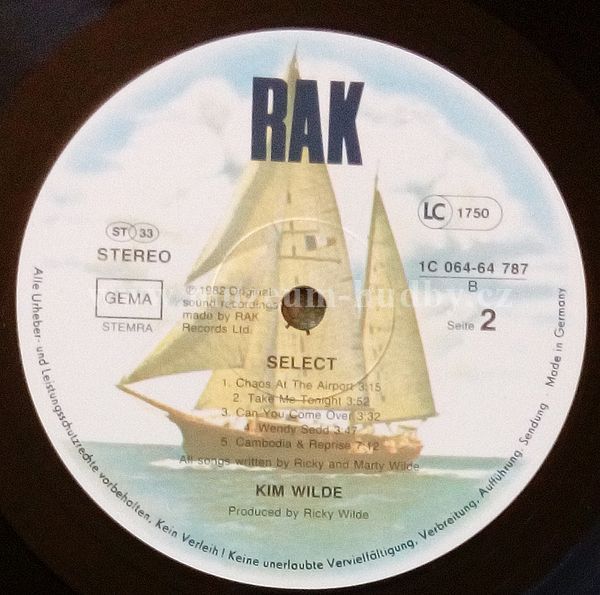 RAK
ST 33
STEREO
GEMA
STEMRA
LC 1750
1C 064-64 787
B
Seite 2
℗ 1982 Original
sound recordings
made by RAK
Records Ltd.
SELECT
1. Chaos At The Airport 3:15
2. Take Me Tonight 3:52
3. Can You Come Over 3:32
4. Wendy Sadd 3:47
5. Cambodia & Reprise 7:12
All songs written by Ricky and Marty Wilde
KIM WILDE
Produced by Ricky Wilde
Alle Urheber- und Leistungsschutzrechte vorbehalten. Kein Verleih! Keine unerlaubte Vervielfältigung, Verbreitung, Aufführung, Sendung · Made in Germany
-hudby.cz